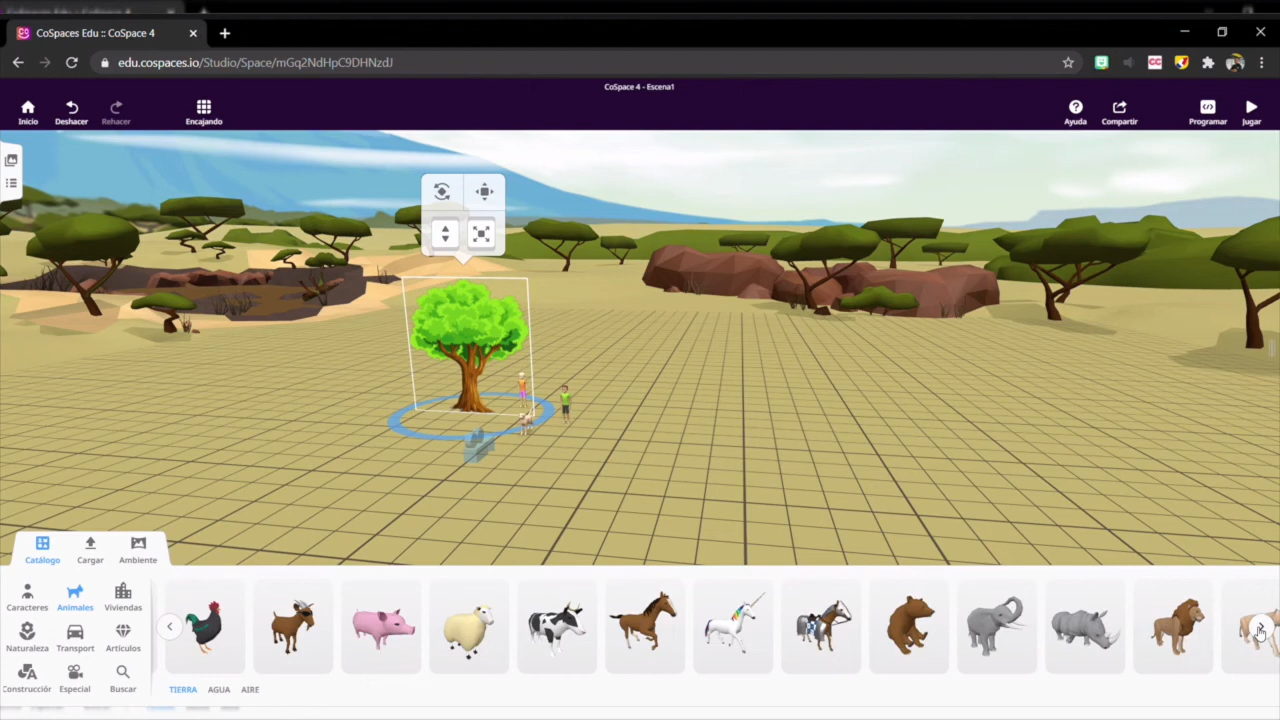 CoSpaces Edu :: CoSpace 4
edu.cospaces.io/Studio/Space/mGq2NdHpC9DHNzdJ
CoSpace 4 - Escena1
Inicio
Deshacer
Rehacer
Encajando
Ayuda
Compartir
Programar
Jugar
Catálogo
Cargar
Ambiente
Caracteres
Animales
Viviendas
Naturaleza
Transport
Artículos
Construcción
Especial
Buscar
TIERRA
AGUA
AIRE